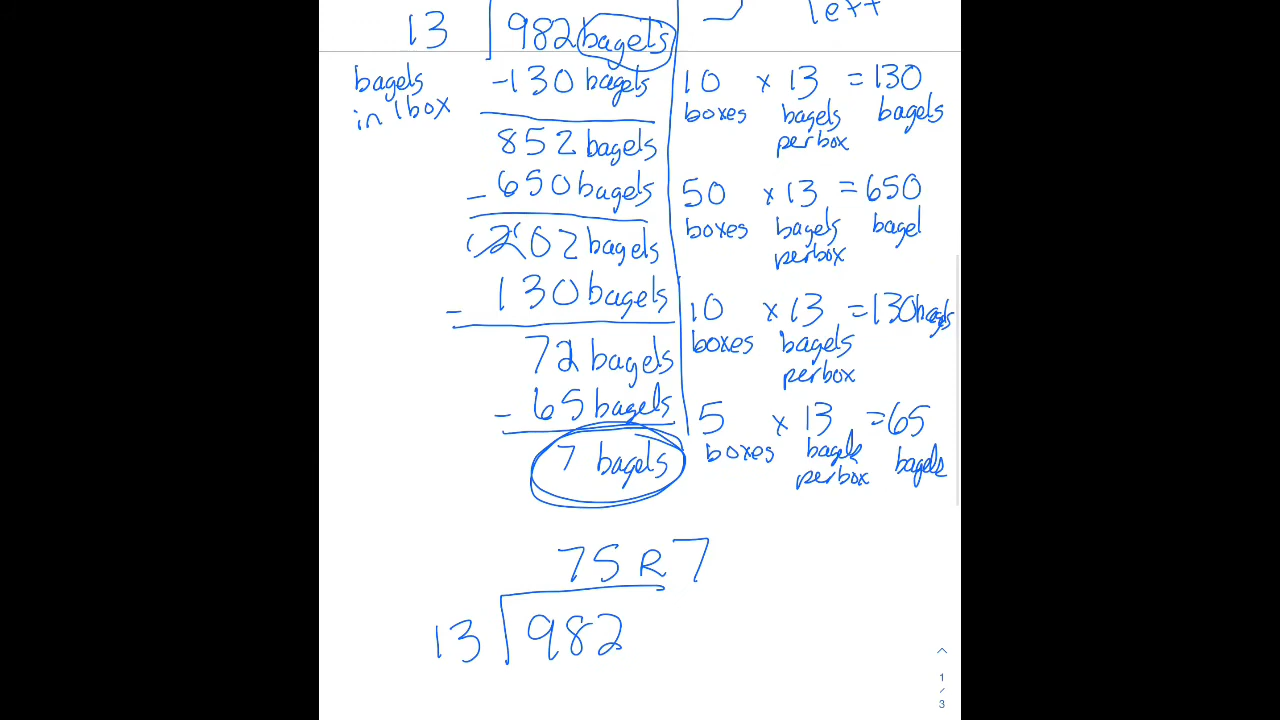 left
13 982 bagels
bagels in 1 box
-130 bagels 10 boxes x 13 bagels per box = 130 bagels
852 bagels
- 650 bagels 50 boxes x 13 bagels per box = 650 bagel
202 bagels
- 130 bagels 10 boxes x 13 bagels per box = 130 bagels
72 bagels
- 65 bagels 5 boxes x 13 bagels per box = 65 bagels
7 bagels
75 R 7
13 982
1
/
3